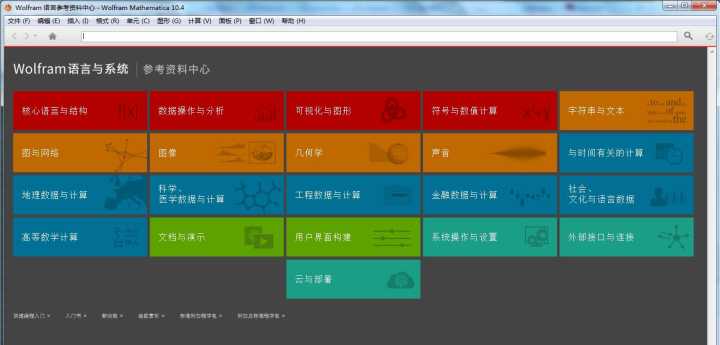 Wolfram 语言参考资料中心 - Wolfram Mathematica 10.4
文件 (F) 编辑 (E) 插入 (I) 格式 (R) 单元 (C) 图形 (G) 计算 (V) 面板 (P) 窗口 (W) 帮助 (H)
Wolfram语言与系统 | 参考资料中心
核心语言与结构
f[x]
数据操作与分析
可视化与图形
符号与数值计算
字符串与文本
图与网络
图像
几何学
声音
与时间有关的计算
地理数据与计算
科学、
医学数据与计算
工程数据与计算
金融数据与计算
社会、
文化与语言数据
高等数学计算
文档与演示
用户界面构建
系统操作与设置
外部接口与连接
云与部署